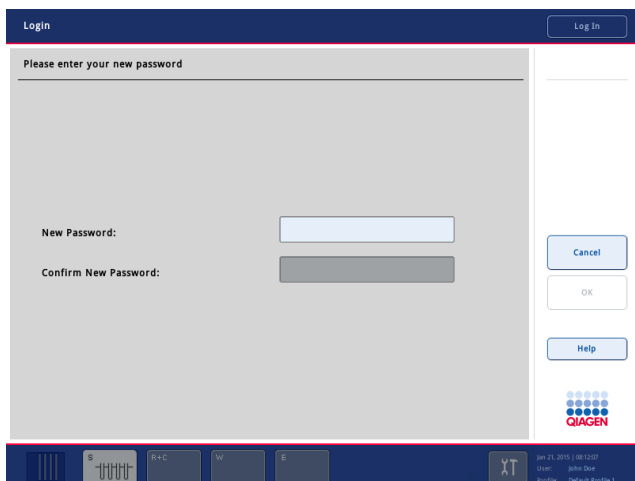 Login
Log In
Please enter your new password
New Password:
Confirm New Password:
Cancel
OK
Help
QIAGEN
S
R+C
W
E
Jan 21, 2015 | 08:12:07
User: John Doe
Profile: Default Profile 1